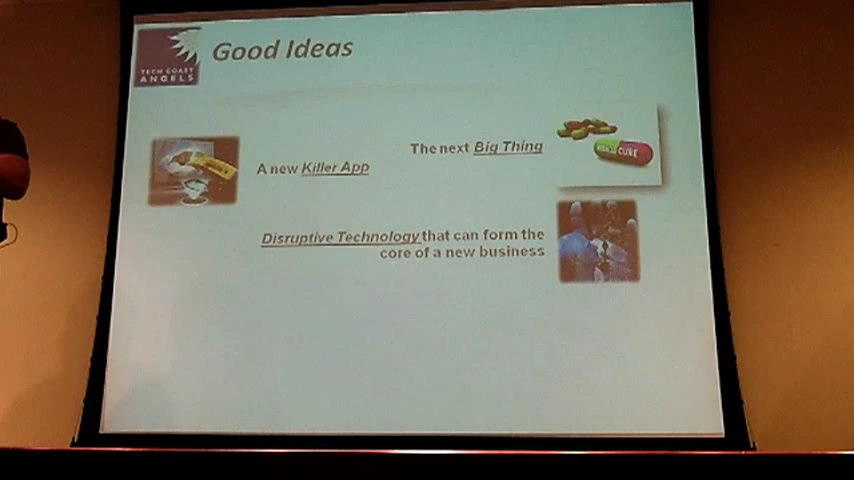 Good Ideas
TECH COAST
ANGELS
The next Big Thing
A new Killer App
CURE
Disruptive Technology that can form the
core of a new business